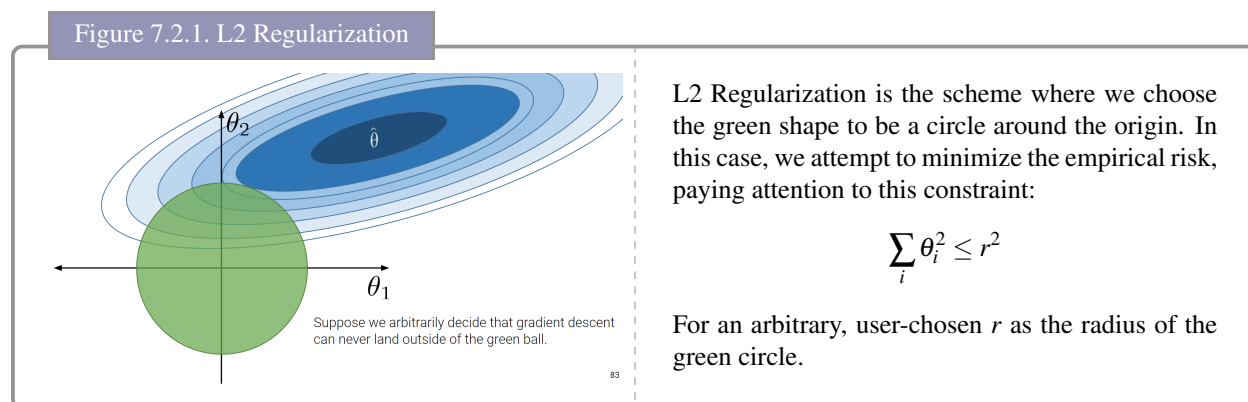 Figure 7.2.1. L2 Regularization
θ₂
θ̂
θ₁
Suppose we arbitrarily decide that gradient descent
can never land outside of the green ball.
83
L2 Regularization is the scheme where we choose
the green shape to be a circle around the origin. In
this case, we attempt to minimize the empirical risk,
paying attention to this constraint:
∑ᵢ θᵢ² ≤ r²
For an arbitrary, user-chosen r as the radius of the
green circle.